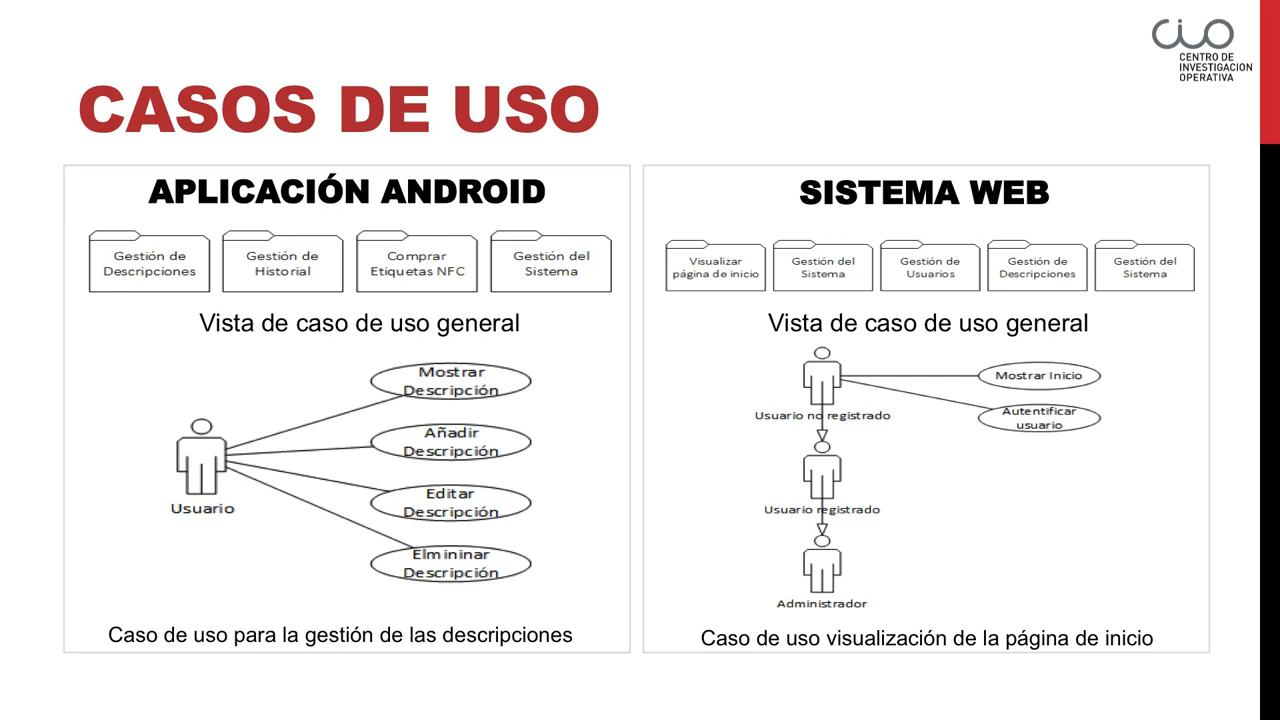 CIO
CENTRO DE
INVESTIGACION
OPERATIVA
CASOS DE USO
APLICACIÓN ANDROID
Gestión de
Descripciones
Gestión de
Historial
Comprar
Etiquetas NFC
Gestión del
Sistema
Vista de caso de uso general
Mostrar
Descripción
Añadir
Descripción
Editar
Descripción
Elmininar
Descripción
Usuario
Caso de uso para la gestión de las descripciones
SISTEMA WEB
Visualizar
página de inicio
Gestión del
Sistema
Gestión de
Usuarios
Gestión de
Descripciones
Gestión del
Sistema
Vista de caso de uso general
Mostrar Inicio
Autentificar
usuario
Usuario no registrado
Usuario registrado
Administrador
Caso de uso visualización de la página de inicio